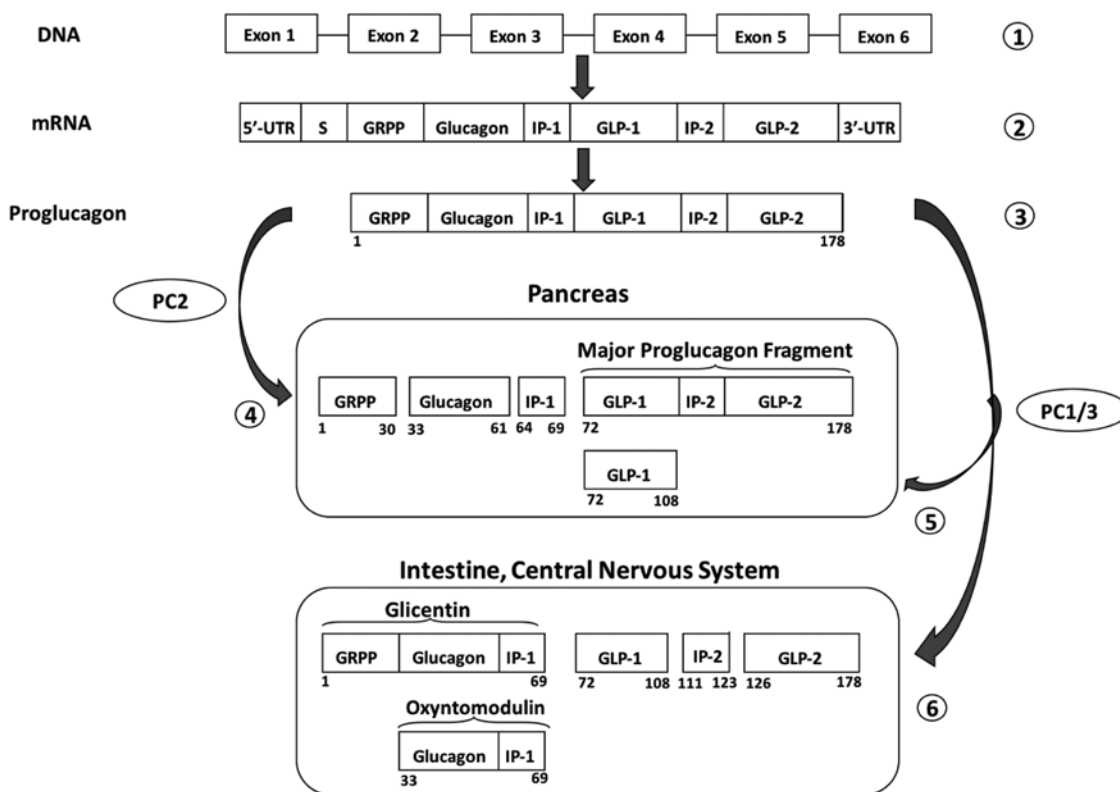 DNA Exon 1 Exon 2 Exon 3 Exon 4 Exon 5 Exon 6 ①
mRNA 5’-UTR S GRPP Glucagon IP-1 GLP-1 IP-2 GLP-2 3’-UTR ②
Proglucagon GRPP Glucagon IP-1 GLP-1 IP-2 GLP-2 ③
1 178
PC2
Pancreas
Major Proglucagon Fragment
GRPP Glucagon IP-1 GLP-1 IP-2 GLP-2
④ 1 30 33 61 64 69 72 178
PC1/3
GLP-1
72 108
⑤
Intestine, Central Nervous System
Glicentin
GRPP Glucagon IP-1 GLP-1 IP-2 GLP-2
1 69 72 108 111 123 126 178
⑥
Oxyntomodulin
Glucagon IP-1
33 69